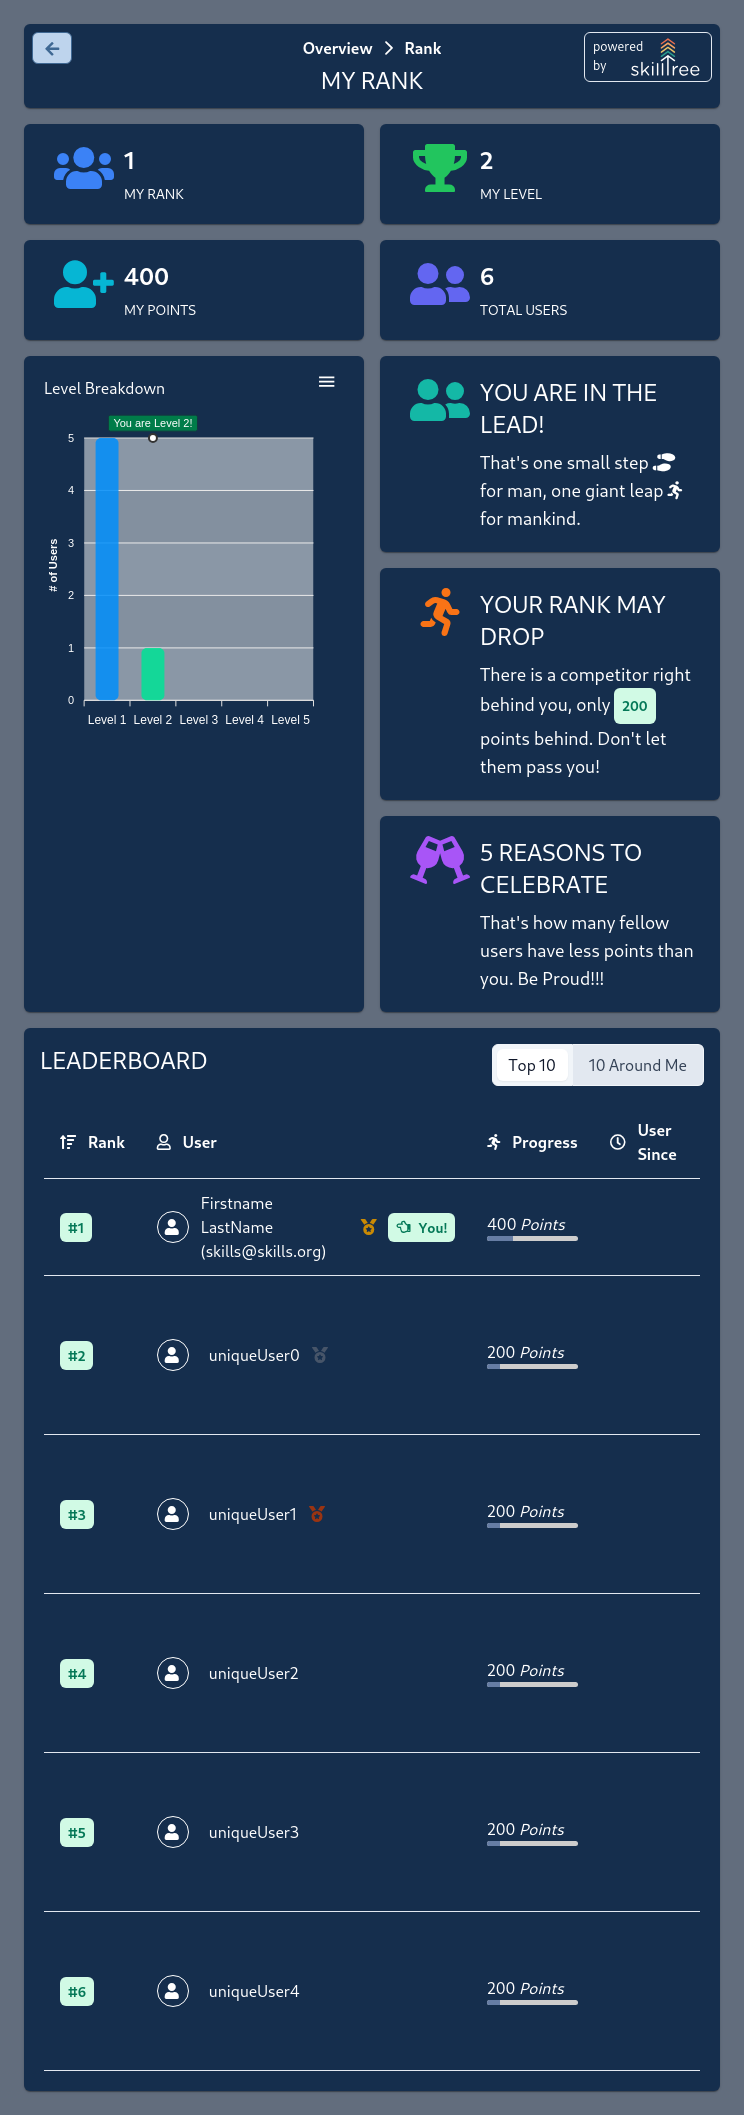 Overview > Rank
MY RANK
powered
by
skilltree
1
MY RANK
2
MY LEVEL
400
MY POINTS
6
TOTAL USERS
Level Breakdown
You are Level 2!
5
4
3
2
1
0
# of Users
Level 1 Level 2 Level 3 Level 4 Level 5
YOU ARE IN THE
LEAD!
That's one small step
for man, one giant leap
for mankind.
YOUR RANK MAY
DROP
There is a competitor right
behind you, only 200
points behind. Don't let
them pass you!
5 REASONS TO
CELEBRATE
That's how many fellow
users have less points than
you. Be Proud!!!
LEADERBOARD
Top 10 10 Around Me
Rank User Progress User
Since
#1 Firstname
LastName
(skills@skills.org) You! 400 Points
#2 uniqueUser0 200 Points
#3 uniqueUser1 200 Points
#4 uniqueUser2 200 Points
#5 uniqueUser3 200 Points
#6 uniqueUser4 200 Points